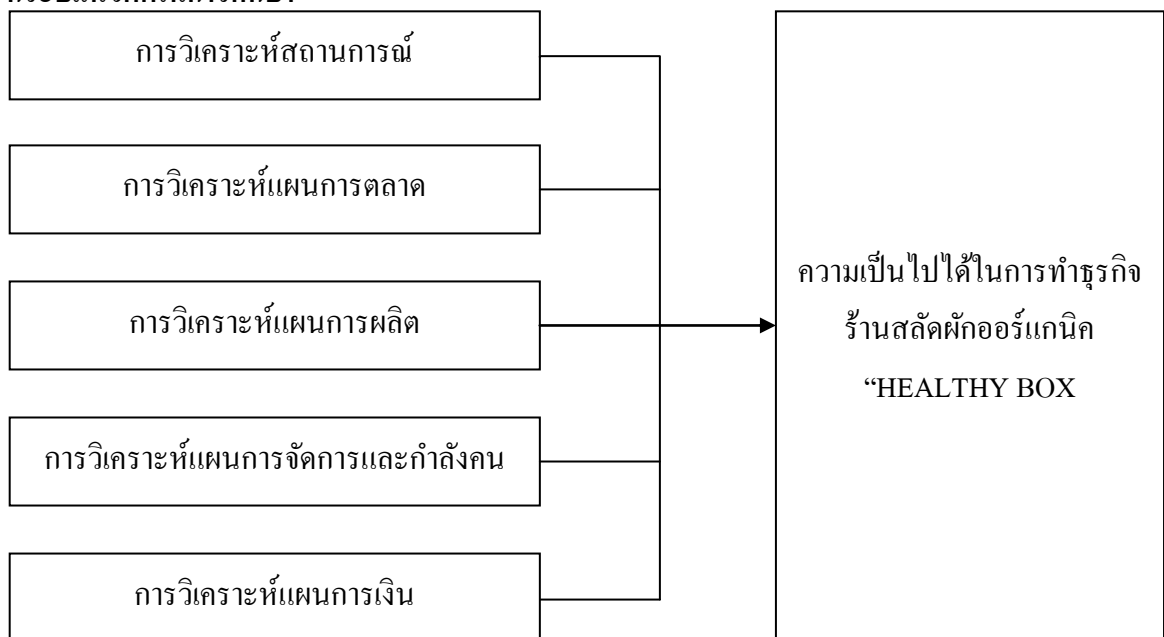 การวิเคราะห์สถานการณ์
การวิเคราะห์แผนการตลาด
การวิเคราะห์แผนการผลิต
การวิเคราะห์แผนการจัดการและกำลังคน
การวิเคราะห์แผนการเงิน
ความเป็นไปได้ในการทำธุรกิจ
ร้านสลัดผักออร์แกนิค
“HEALTHY BOX